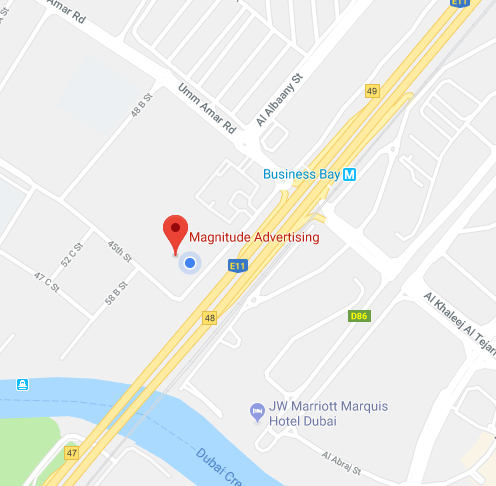 E11
Amar Rd
Umm Amar Rd
Al Albaany St
49
48 B St
Business Bay M
Magnitude Advertising
45th St
52 C St
E11
47 C St
58 B St
Al Khaleej Al Tejari
48
D86
JW Marriott Marquis
Hotel Dubai
47
Dubai Cre
Al Abraj St